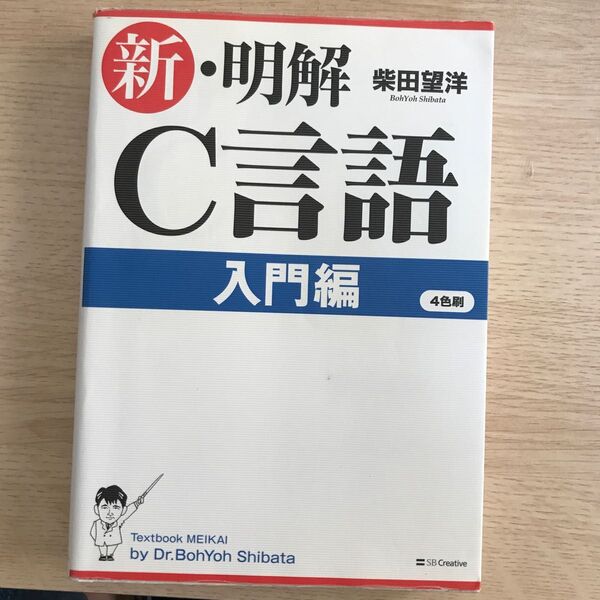 新・明解
柴田望洋
BohYoh Shibata
C言語
入門編
4色刷
Textbook MEIKAI
by Dr.BohYoh Shibata
SB Creative